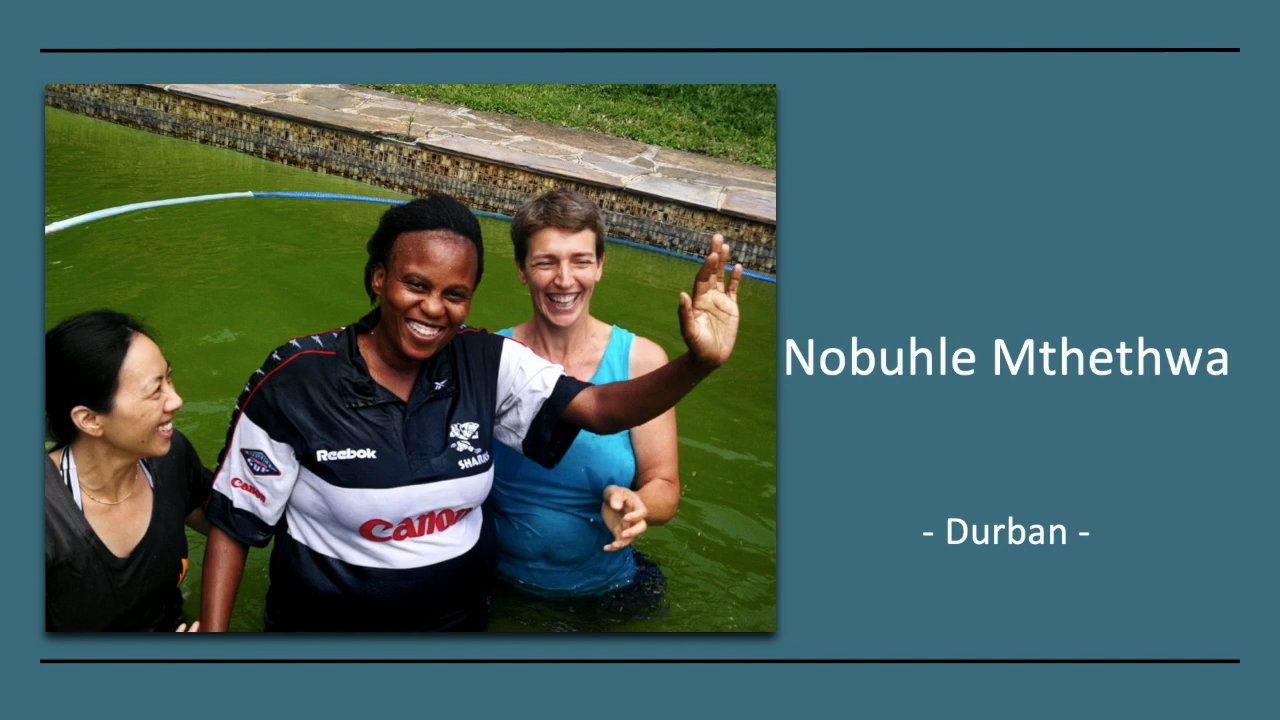 Nobuhle Mthethwa
- Durban -
Reebok
SHARKS
Canon
Canon